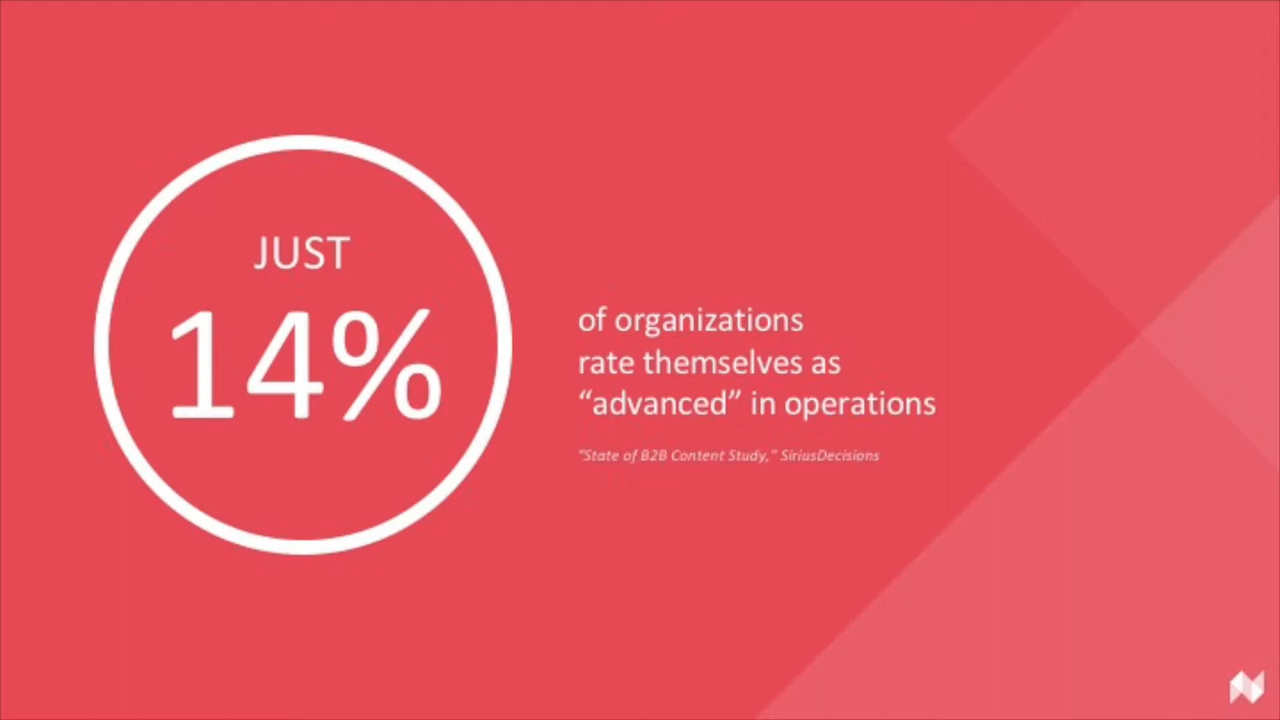 JUST
14%
of organizations
rate themselves as
“advanced” in operations
"State of B2B Content Study," SiriusDecisions